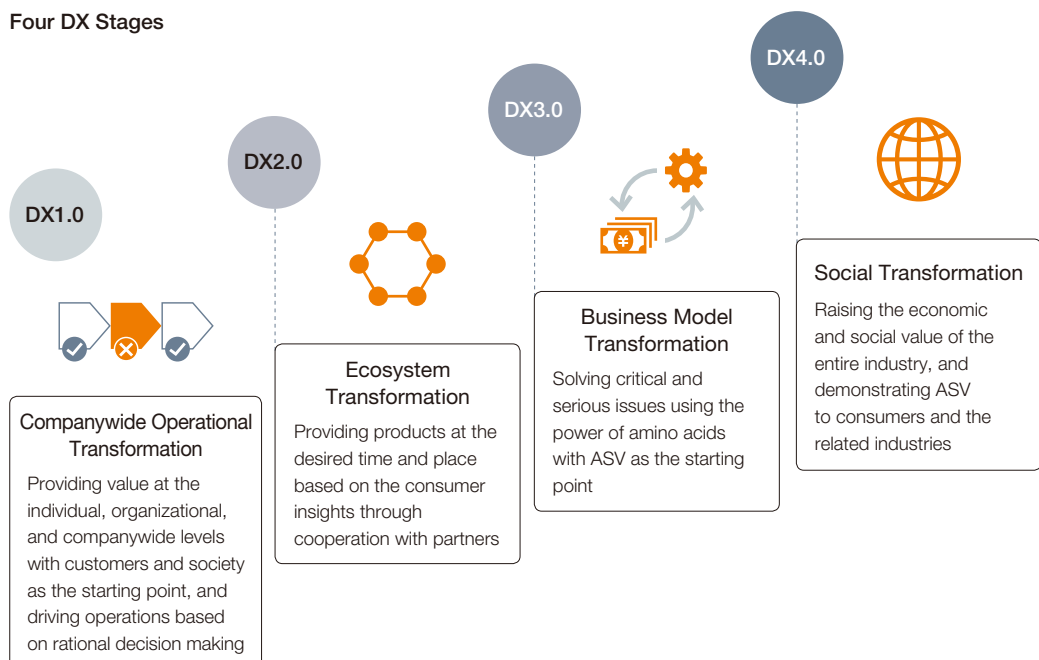 Four DX Stages
DX1.0
Companywide Operational
Transformation
Providing value at the
individual, organizational,
and companywide levels
with customers and society
as the starting point, and
driving operations based
on rational decision making
DX2.0
Ecosystem
Transformation
Providing products at the
desired time and place
based on the consumer
insights through
cooperation with partners
DX3.0
¥
Business Model
Transformation
Solving critical and
serious issues using the
power of amino acids
with ASV as the starting
point
DX4.0
Social Transformation
Raising the economic
and social value of the
entire industry, and
demonstrating ASV
to consumers and the
related industries